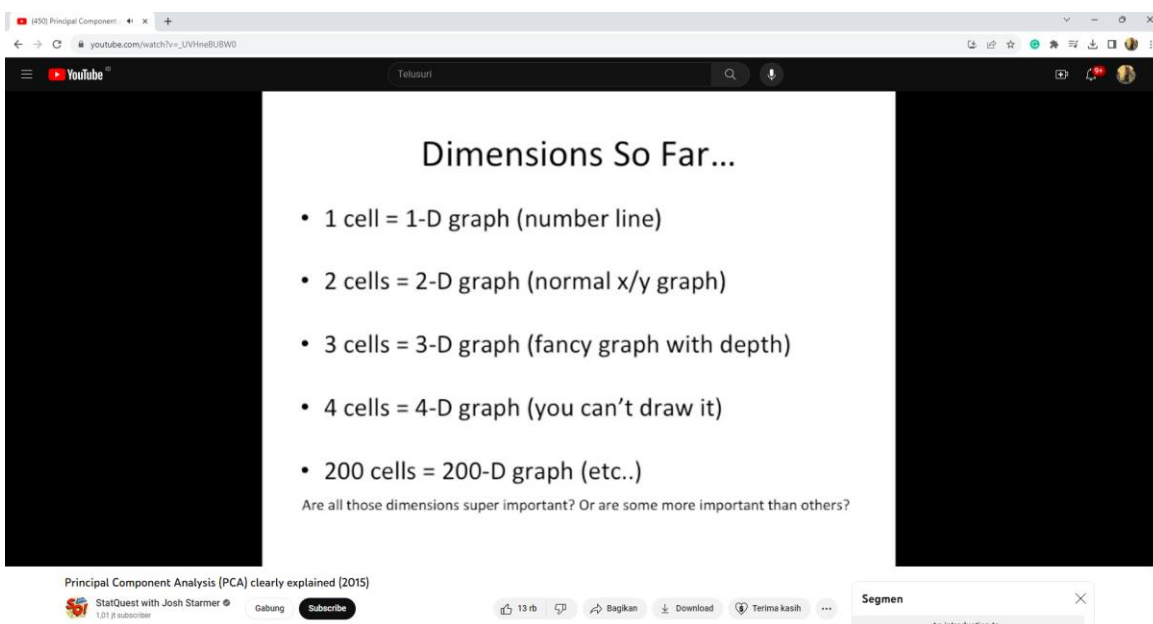 (450) Principal Component
youtube.com/watch?v=_UVHneBUBW0
YouTube ID
Telusuri
9+
Dimensions So Far...
• 1 cell = 1-D graph (number line)
• 2 cells = 2-D graph (normal x/y graph)
• 3 cells = 3-D graph (fancy graph with depth)
• 4 cells = 4-D graph (you can't draw it)
• 200 cells = 200-D graph (etc..)
Are all those dimensions super important? Or are some more important than others?
Principal Component Analysis (PCA) clearly explained (2015)
StatQuest with Josh Starmer
1,01 jt subscriber
Gabung
Subscribe
13 rb
Bagikan
Download
Terima kasih
Segmen